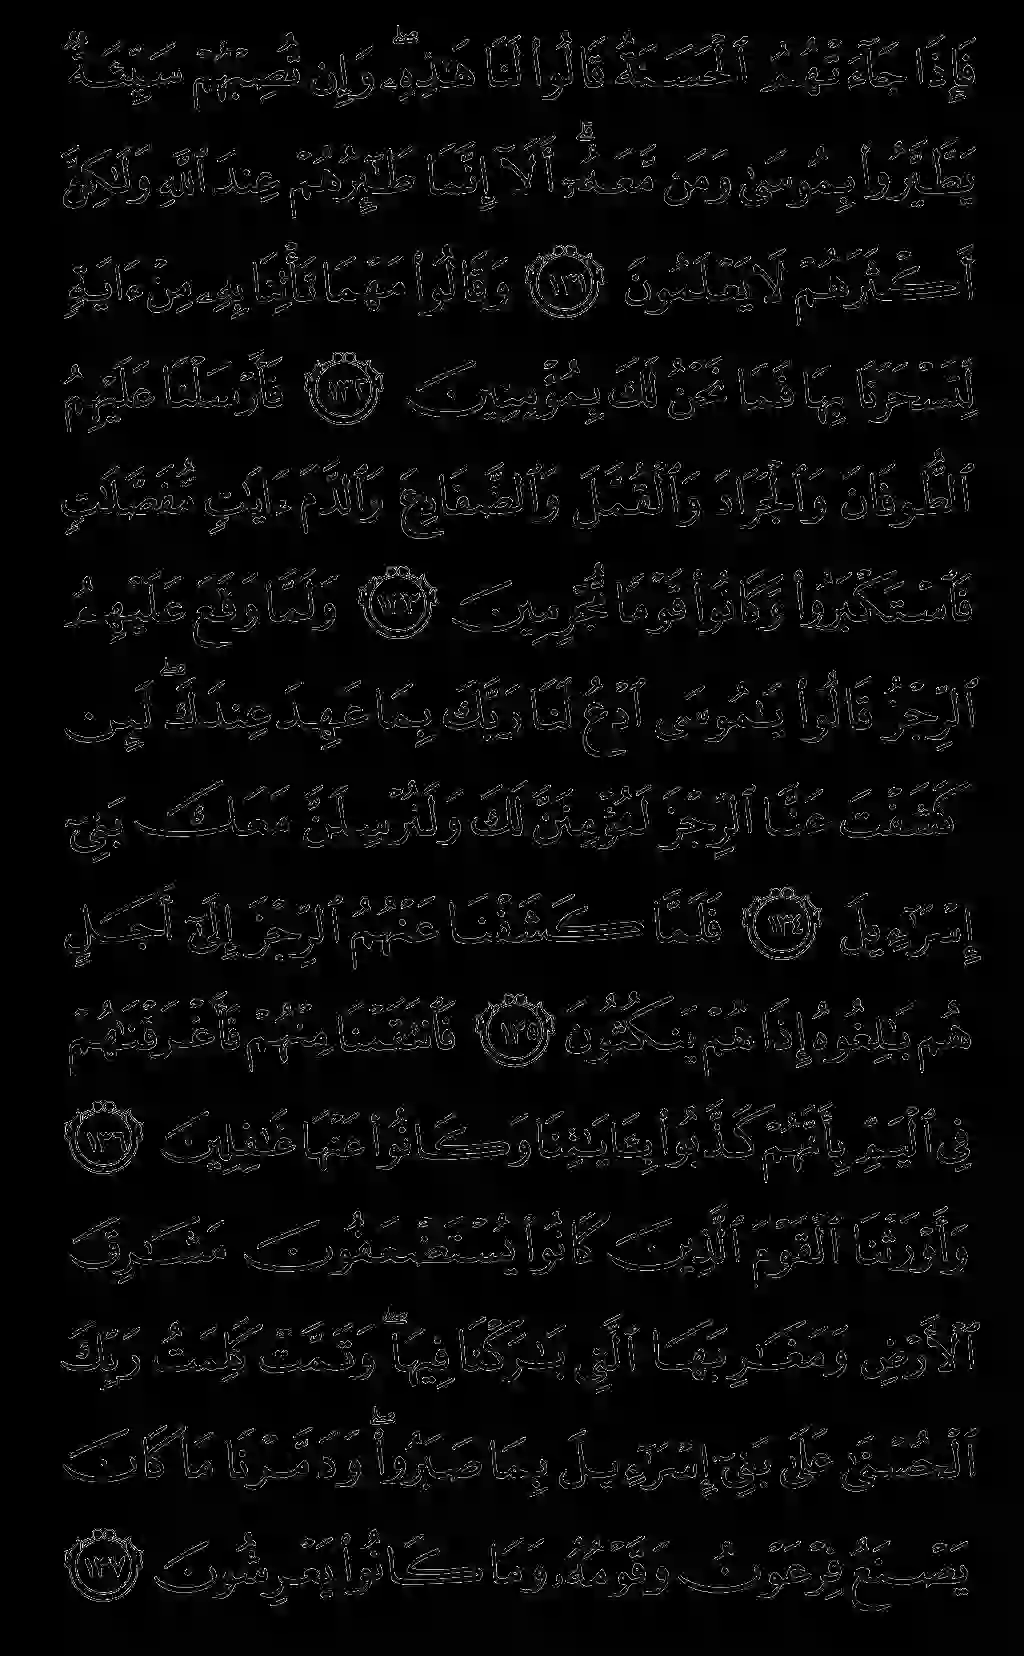 فَإِذَا جَآءَتْهُمُ ٱلْحَسَنَةُ قَالُوا۟ لَنَا هَـٰذِهِۦ ۖ وَإِن تُصِبْهُمْ سَيِّئَةٌ
يَطَّيَّرُوا۟ بِمُوسَىٰ وَمَن مَّعَهُۥٓ ۗ أَلَآ إِنَّمَا طَـٰٓئِرُهُمْ عِندَ ٱللَّهِ وَلَـٰكِنَّ
أَكْثَرَهُمْ لَا يَعْلَمُونَ ١٣١ وَقَالُوا۟ مَهْمَا تَأْتِنَا بِهِۦ مِنْ ءَايَةٍ
لِّتَسْحَرَنَا بِهَا فَمَا نَحْنُ لَكَ بِمُؤْمِنِينَ ١٣٢ فَأَرْسَلْنَا عَلَيْهِمُ
ٱلطُّوفَانَ وَٱلْجَرَادَ وَٱلْقُمَّلَ وَٱلضَّفَادِعَ وَٱلدَّمَ ءَايَـٰتٍ مُّفَصَّلَـٰتٍ
فَٱسْتَكْبَرُوا۟ وَكَانُوا۟ قَوْمًا مُّجْرِمِينَ ١٣٣ وَلَمَّا وَقَعَ عَلَيْهِمُ
ٱلرِّجْزُ قَالُوا۟ يَـٰمُوسَى ٱدْعُ لَنَا رَبَّكَ بِمَا عَهِدَ عِندَكَ ۖ لَئِن
كَشَفْتَ عَنَّا ٱلرِّجْزَ لَنُؤْمِنَنَّ لَكَ وَلَنُرْسِلَنَّ مَعَكَ بَنِىٓ
إِسْرَٰٓءِيلَ ١٣٤ فَلَمَّا كَشَفْنَا عَنْهُمُ ٱلرِّجْزَ إِلَىٰٓ أَجَلٍ
هُم بَـٰلِغُوهُ إِذَا هُمْ يَنكُثُونَ ١٣٥ فَٱنتَقَمْنَا مِنْهُمْ فَأَغْرَقْنَـٰهُمْ
فِى ٱلْيَمِّ بِأَنَّهُمْ كَذَّبُوا۟ بِـَٔايَـٰتِنَا وَكَانُوا۟ عَنْهَا غَـٰفِلِينَ ١٣٦
وَأَوْرَثْنَا ٱلْقَوْمَ ٱلَّذِينَ كَانُوا۟ يُسْتَضْعَفُونَ مَشَـٰرِقَ
ٱلْأَرْضِ وَمَغَـٰرِبَهَا ٱلَّتِى بَـٰرَكْنَا فِيهَا ۖ وَتَمَّتْ كَلِمَتُ رَبِّكَ
ٱلْحُسْنَىٰ عَلَىٰ بَنِىٓ إِسْرَٰٓءِيلَ بِمَا صَبَرُوا۟ ۖ وَدَمَّرْنَا مَا كَانَ
يَصْنَعُ فِرْعَوْنُ وَقَوْمُهُۥ وَمَا كَانُوا۟ يَعْرِشُونَ ١٣٧